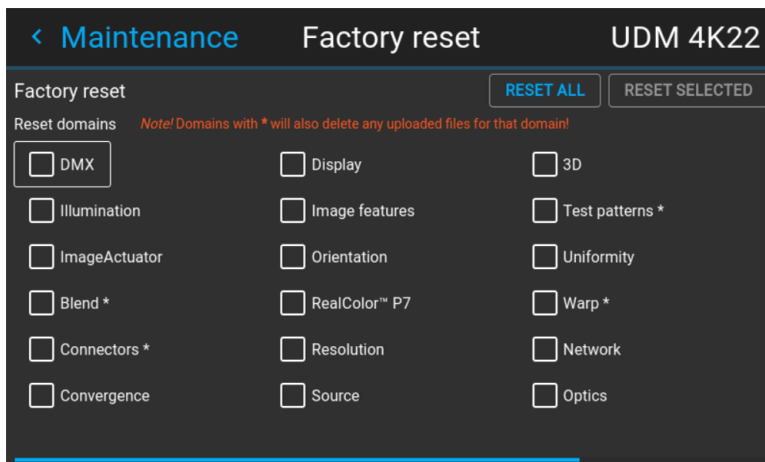 ‹ Maintenance Factory reset UDM 4K22
Factory reset RESET ALL RESET SELECTED
Reset domains Note! Domains with * will also delete any uploaded files for that domain!
DMX Display 3D
Illumination Image features Test patterns *
ImageActuator Orientation Uniformity
Blend * RealColor™ P7 Warp *
Connectors * Resolution Network
Convergence Source Optics